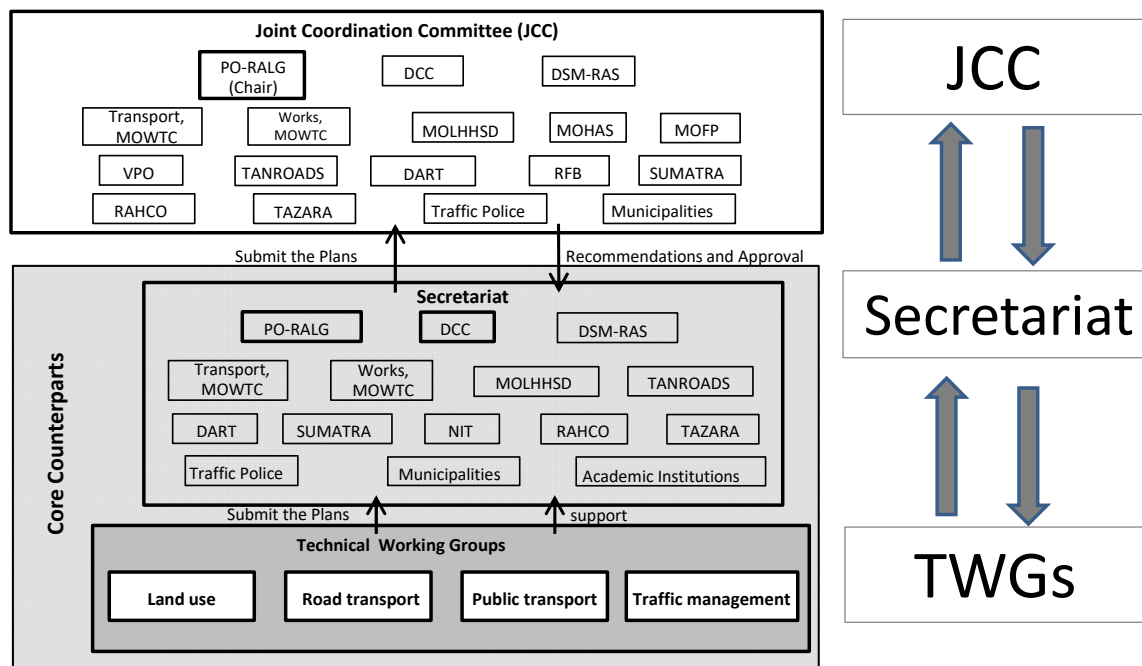 Joint Coordination Committee (JCC)
PO-RALG
(Chair)
DCC
DSM-RAS
Transport,
MOWTC
Works,
MOWTC
MOLHHSD
MOHAS
MOFP
VPO
TANROADS
DART
RFB
SUMATRA
RAHCO
TAZARA
Traffic Police
Municipalities
Submit the Plans
Recommendations and Approval
Core Counterparts
Secretariat
PO-RALG
DCC
DSM-RAS
Transport,
MOWTC
Works,
MOWTC
MOLHHSD
TANROADS
DART
SUMATRA
NIT
RAHCO
TAZARA
Traffic Police
Municipalities
Academic Institutions
Submit the Plans
support
Technical Working Groups
Land use
Road transport
Public transport
Traffic management
JCC
Secretariat
TWGs